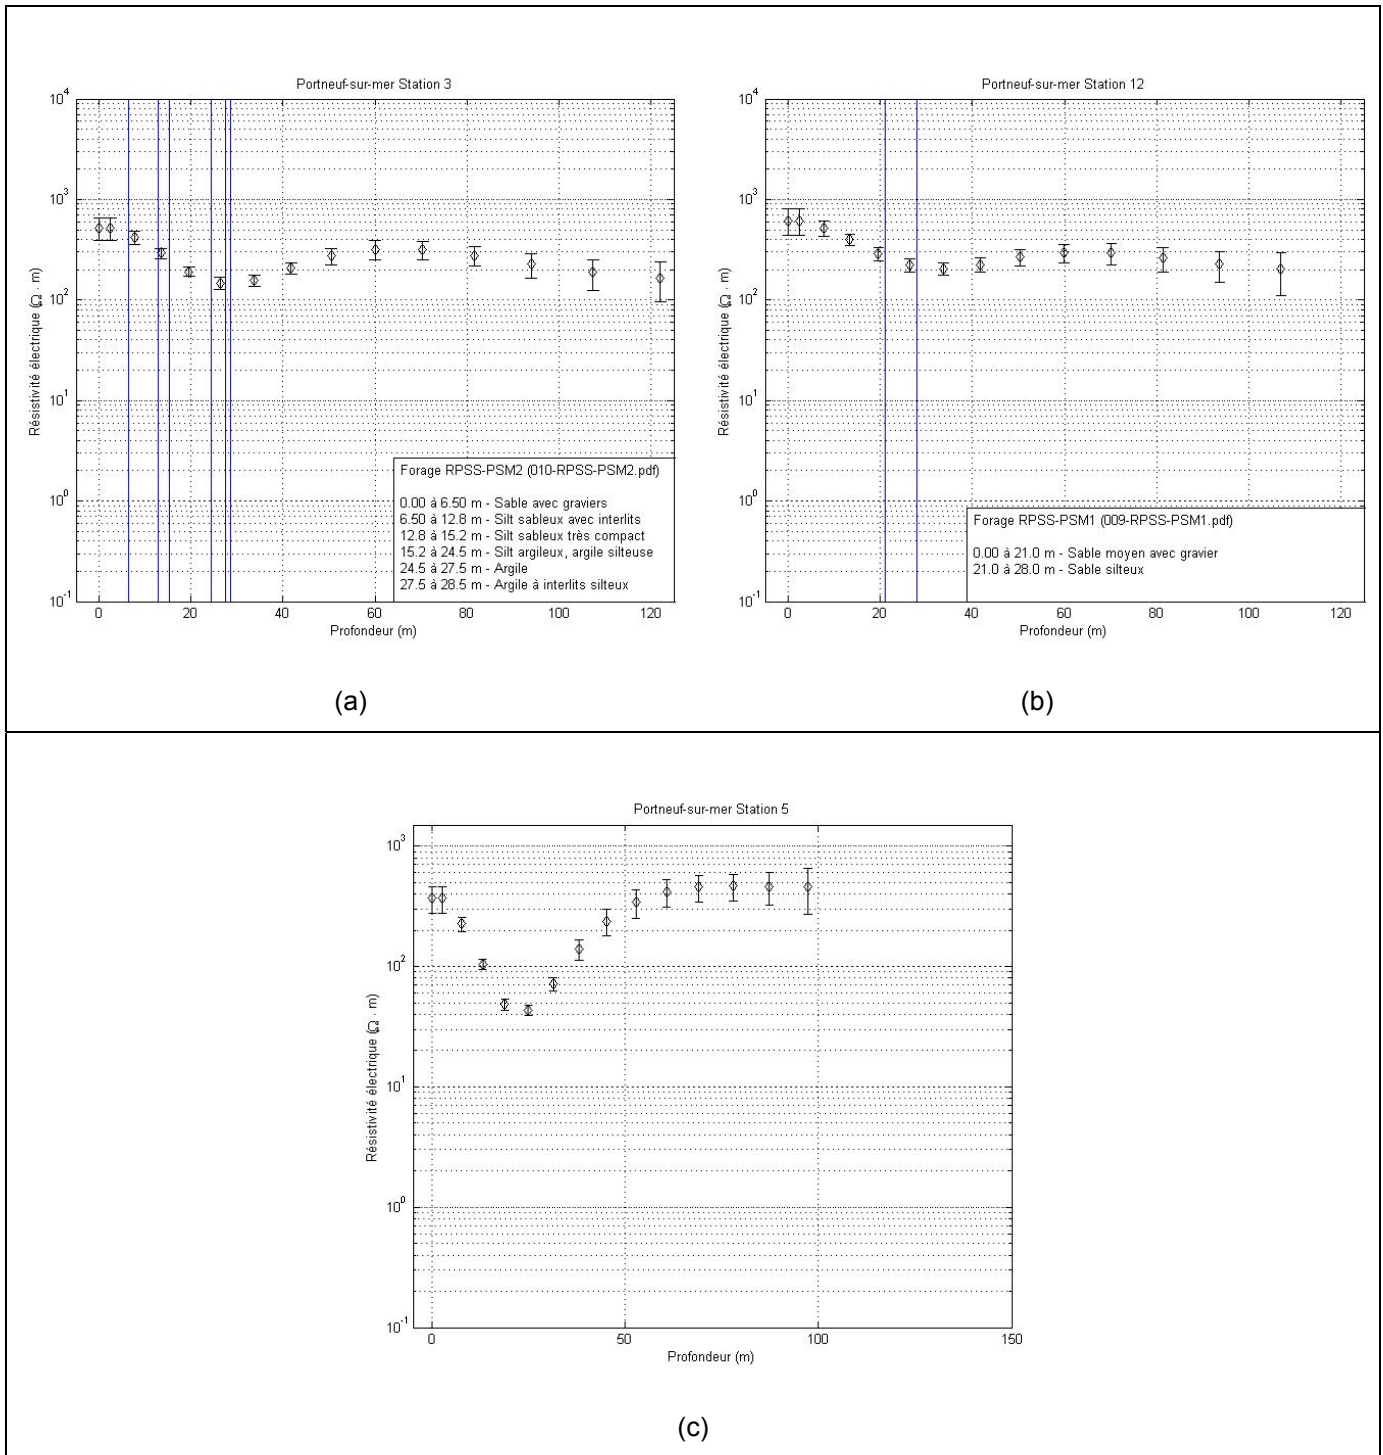 Portneuf-sur-mer Station 3
10^4
10^3
10^2
10^1
10^0
10^-1
Résistivité électrique (Ω · m)
Forage RPSS-PSM2 (010-RPSS-PSM2.pdf)
0.00 à 6.50 m - Sable avec graviers
6.50 à 12.8 m - Silt sableux avec interlits
12.8 à 15.2 m - Silt sableux très compact
15.2 à 24.5 m - Silt argileux, argile silteuse
24.5 à 27.5 m - Argile
27.5 à 28.5 m - Argile à interlits silteux
0 20 40 60 80 100 120
Profondeur (m)
(a)
Portneuf-sur-mer Station 12
10^4
10^3
10^2
10^1
10^0
10^-1
Résistivité électrique (Ω · m)
Forage RPSS-PSM1 (009-RPSS-PSM1.pdf)
0.00 à 21.0 m - Sable moyen avec gravier
21.0 à 28.0 m - Sable silteux
0 20 40 60 80 100 120
Profondeur (m)
(b)
Portneuf-sur-mer Station 5
10^3
10^2
10^1
10^0
10^-1
Résistivité électrique (Ω · m)
0 50 100 150
Profondeur (m)
(c)